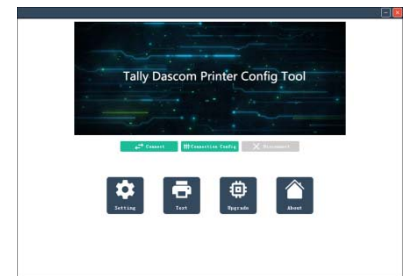 Tally Dascom Printer Config Tool
Connect
Connection Config
Disconnect
Setting
Test
Upgrade
About